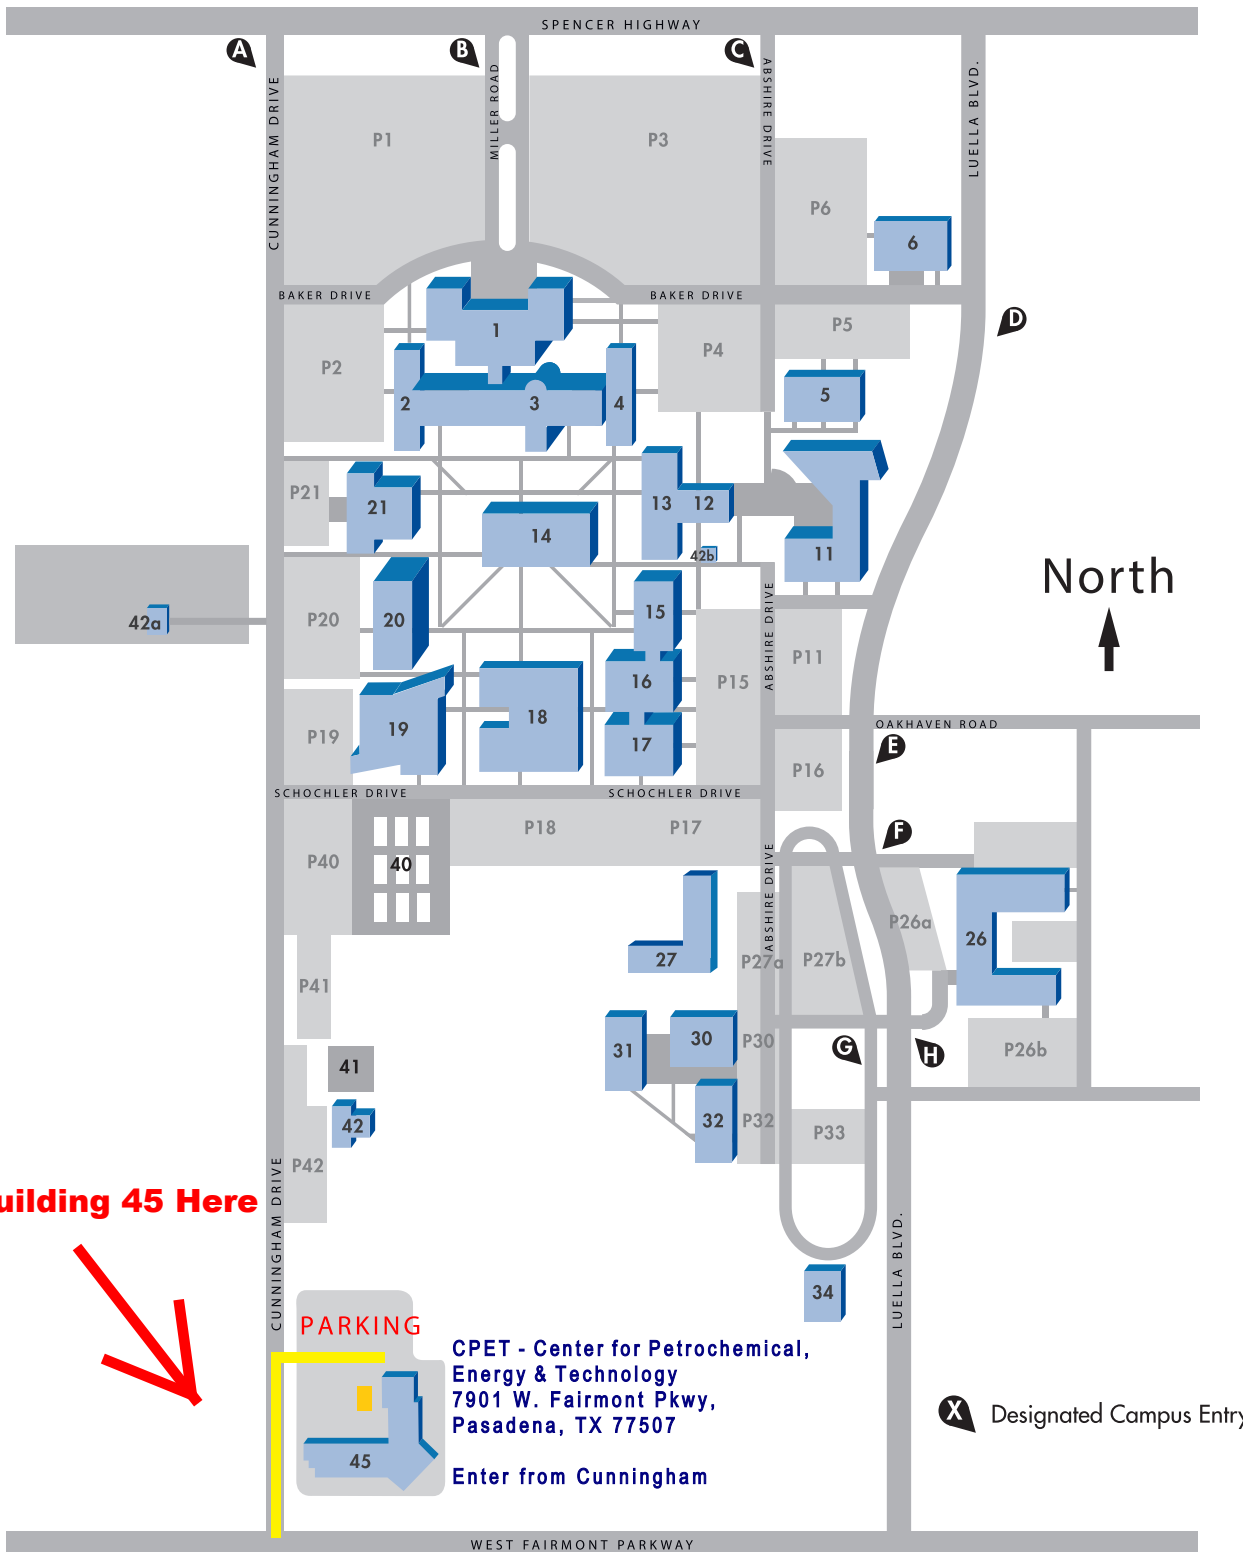 SPENCER HIGHWAY
A
B
C
CUNNINGHAM DRIVE
MILLER ROAD
ABSHIRE DRIVE
LUELLA BLVD.
P1
P3
P6
6
BAKER DRIVE
BAKER DRIVE
D
1
P5
P2
P4
2
3
4
5
P21
21
14
13
12
11
42b
North
42a
P20
20
15
ABSHIRE DRIVE
P11
16
P15
P19
19
18
17
OAKHAVEN ROAD
E
P16
SCHOCHLER DRIVE
SCHOCHLER DRIVE
P18
P17
F
P40
40
ABSHIRE DRIVE
P26a
26
27
P27a
P27b
P41
31
30
P30
G
H
P26b
41
42
32
P32
P33
P42
uilding 45 Here
CUNNINGHAM DRIVE
LUELLA BLVD.
34
PARKING
CPET - Center for Petrochemical,
Energy & Technology
7901 W. Fairmont Pkwy,
Pasadena, TX 77507
X Designated Campus Entry
45
Enter from Cunningham
WEST FAIRMONT PARKWAY